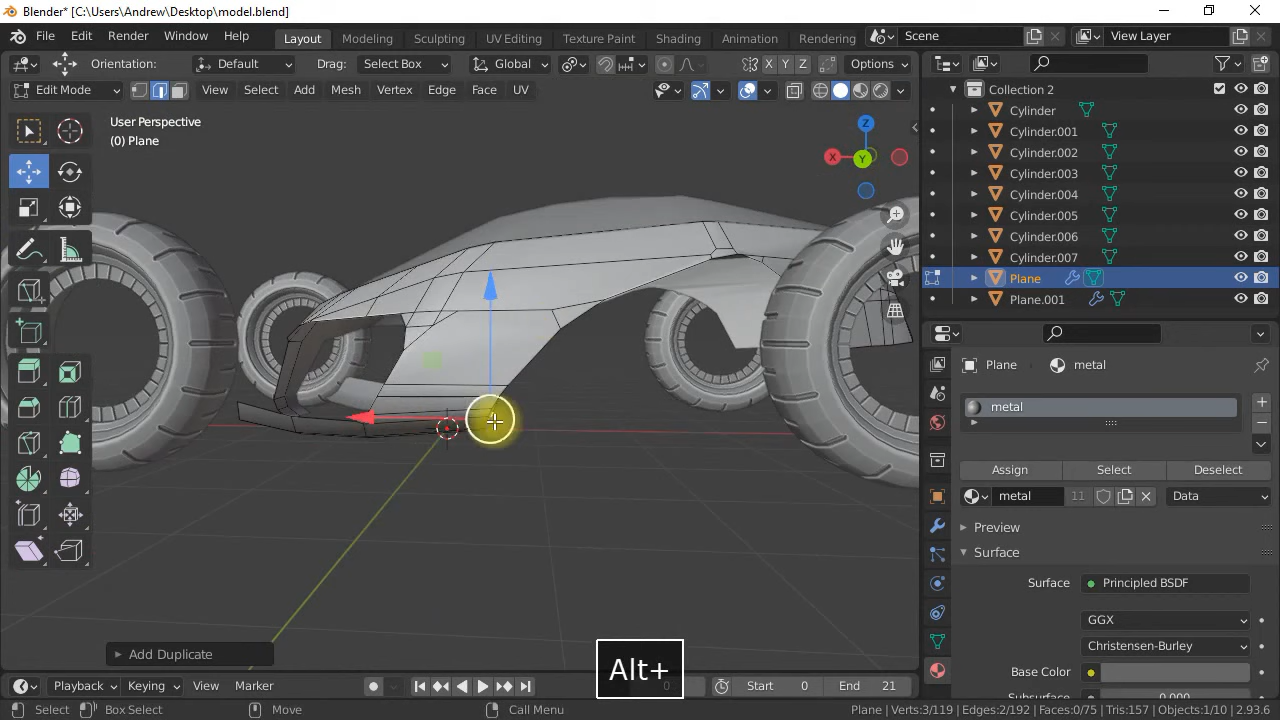 Blender* [C:\Users\Andrew\Desktop\model.blend]
File Edit Render Window Help Layout Modeling Sculpting UV Editing Texture Paint Shading Animation Rendering Scene View Layer
Orientation: Default Drag: Select Box Global X Y Z Options
Edit Mode View Select Add Mesh Vertex Edge Face UV
Collection 2
User Perspective
(0) Plane
Z
X
Y
Cylinder
Cylinder.001
Cylinder.002
Cylinder.003
Cylinder.004
Cylinder.005
Cylinder.006
Cylinder.007
Plane
Plane.001
Plane metal
metal
Assign Select Deselect
metal 11 Data
Preview
Surface
Surface Principled BSDF
GGX
Christensen-Burley
Base Color
Subsurface 0.000
Add Duplicate
Alt+
Playback Keying View Marker 0 Start 0 End 21
Select Box Select Move Call Menu Plane | Verts:3/119 | Edges:2/192 | Faces:0/75 | Tris:157 | Objects:1/10 | 2.93.6